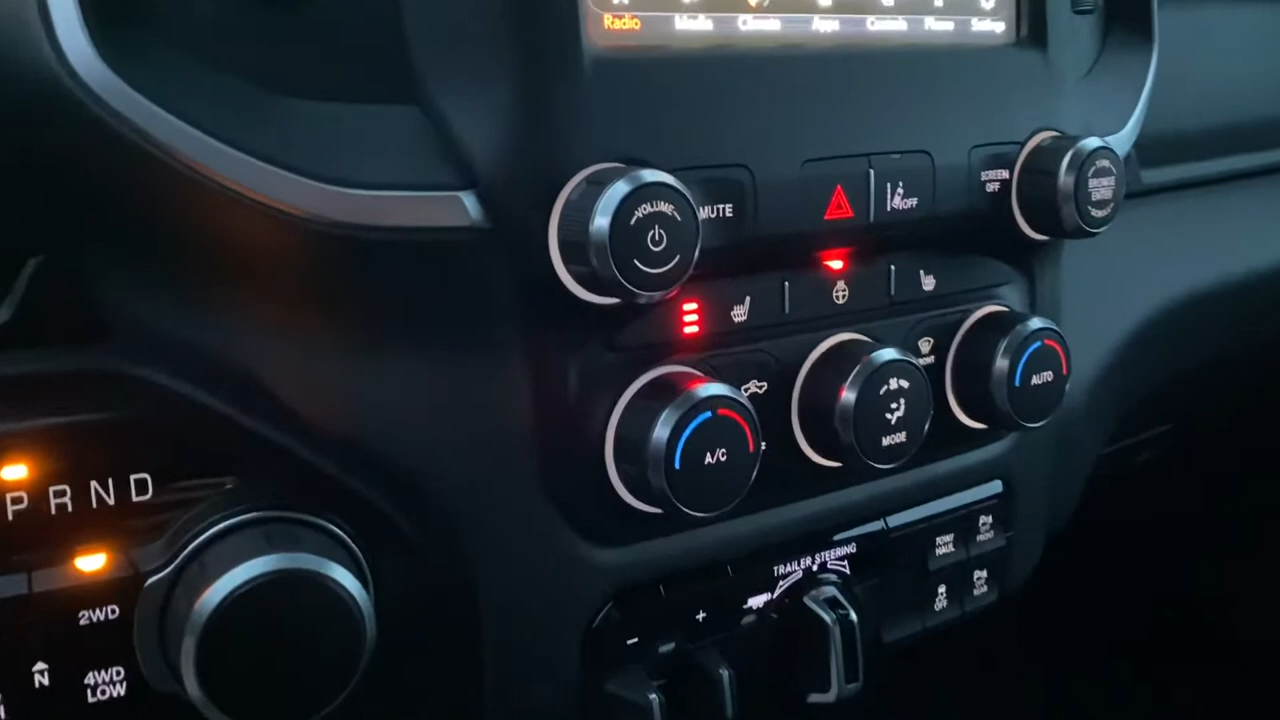 Radio
Media
Climate
Apps
Controls
Phone
Settings
VOLUME
MUTE
OFF
SCREEN
OFF
BROWSE
ENTER
A/C
MODE
AUTO
P R N D
2WD
N
4WD
LOW
TRAILER STEERING
- +
TOW/
HAUL
OFF
FRONT
OFF